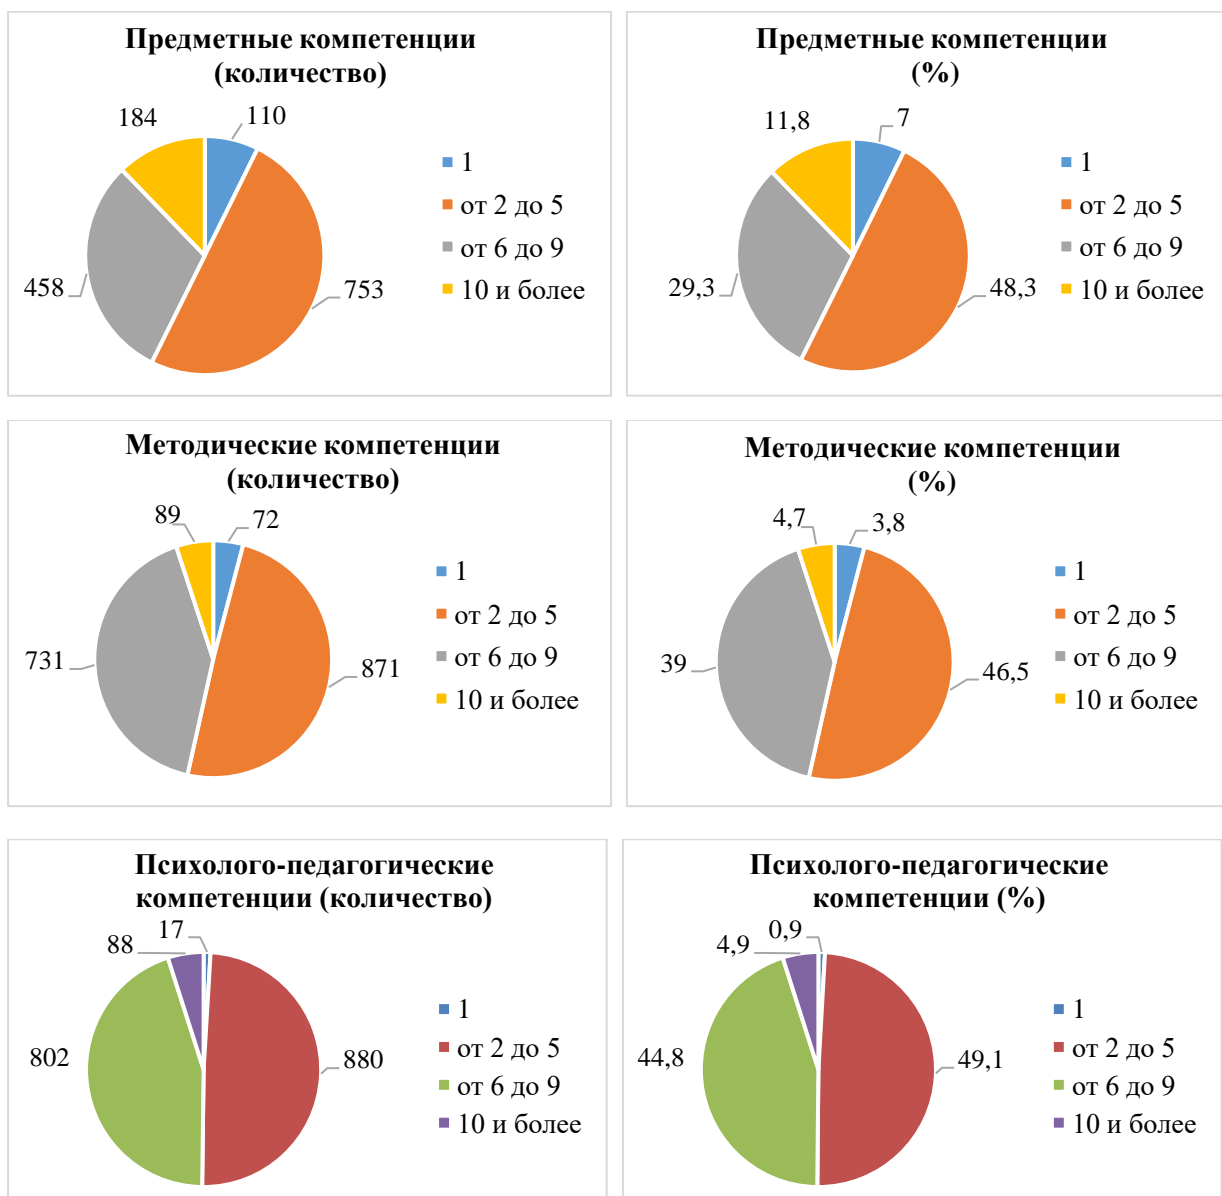 Предметные компетенции
(количество)
184
110
458
753
1
от 2 до 5
от 6 до 9
10 и более
Предметные компетенции
(%)
11,8
7
29,3
48,3
1
от 2 до 5
от 6 до 9
10 и более
Методические компетенции
(количество)
89
72
731
871
1
от 2 до 5
от 6 до 9
10 и более
Методические компетенции
(%)
4,7
3,8
39
46,5
1
от 2 до 5
от 6 до 9
10 и более
Психолого-педагогические
компетенции (количество)
17
88
802
880
1
от 2 до 5
от 6 до 9
10 и более
Психолого-педагогические
компетенции (%)
0,9
4,9
44,8
49,1
1
от 2 до 5
от 6 до 9
10 и более